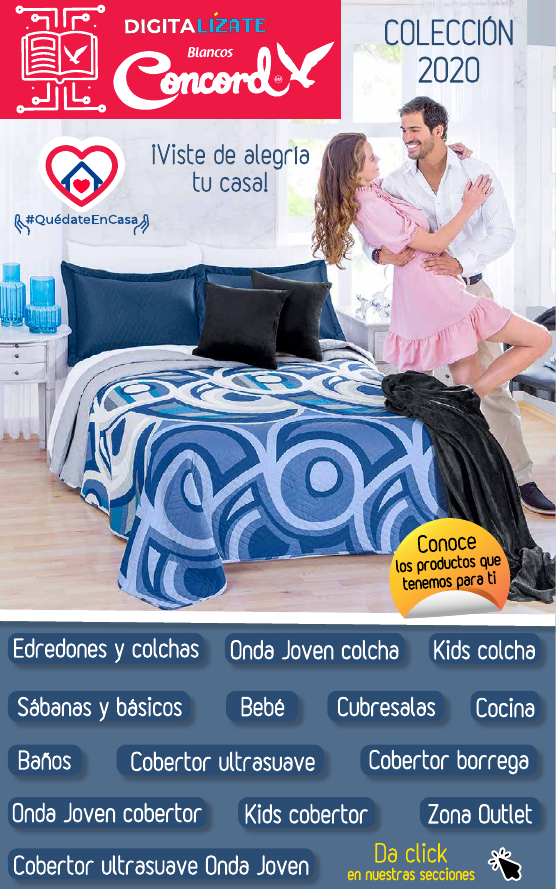 DIGITALÍZATE
Blancos
Concord
COLECCIÓN
2020
¡Viste de alegría
tu casa!
#QuédateEnCasa
Conoce
los productos que
tenemos para ti
Edredones y colchas
Onda Joven colcha
Kids colcha
Sábanas y básicos
Bebé
Cubresalas
Cocina
Baños
Cobertor ultrasuave
Cobertor borrega
Onda Joven cobertor
Kids cobertor
Zona Outlet
Cobertor ultrasuave Onda Joven
Da click
en nuestras secciones